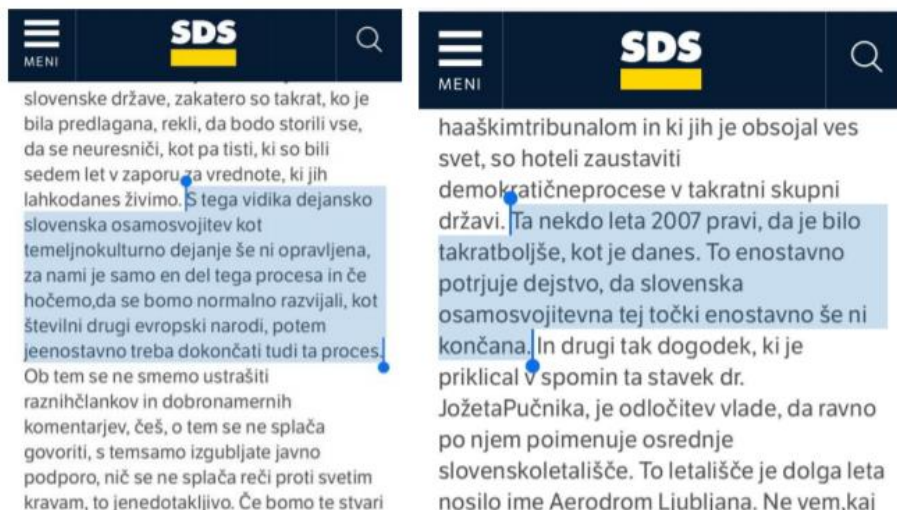 SDS
MENI
slovenske države, zakatero so takrat, ko je
bila predlagana, rekli, da bodo storili vse,
da se neuresniči, kot pa tisti, ki so bili
sedem let v zaporu za vrednote, ki jih
lahkodanes živimo. S tega vidika dejansko
slovenska osamosvojitev kot
temeljnokulturno dejanje še ni opravljena,
za nami je samo en del tega procesa in če
hočemo,da se bomo normalno razvijali, kot
številni drugi evropski narodi, potem
jeenostavno treba dokončati tudi ta proces.
Ob tem se ne smemo ustrašiti
raznihčlankov in dobronamernih
komentarjev, češ, o tem se ne splača
govoriti, s temsamo izgubljate javno
podporo, nič se ne splača reči proti svetim
kravam, to jenedotakljivo. Če bomo te stvari
SDS
MENI
haaškimtribunalom in ki jih je obsojal ves
svet, so hoteli zaustaviti
demokratičneprocese v takratni skupni
državi. Ta nekdo leta 2007 pravi, da je bilo
takratboljše, kot je danes. To enostavno
potrjuje dejstvo, da slovenska
osamosvojitevna tej točki enostavno še ni
končana. In drugi tak dogodek, ki je
priklical v spomin ta stavek dr.
JožetaPučnika, je odločitev vlade, da ravno
po njem poimenuje osrednje
slovenskoletališče. To letališče je dolga leta
nosilo ime Aerodrom Ljubljana. Ne vem,kaj